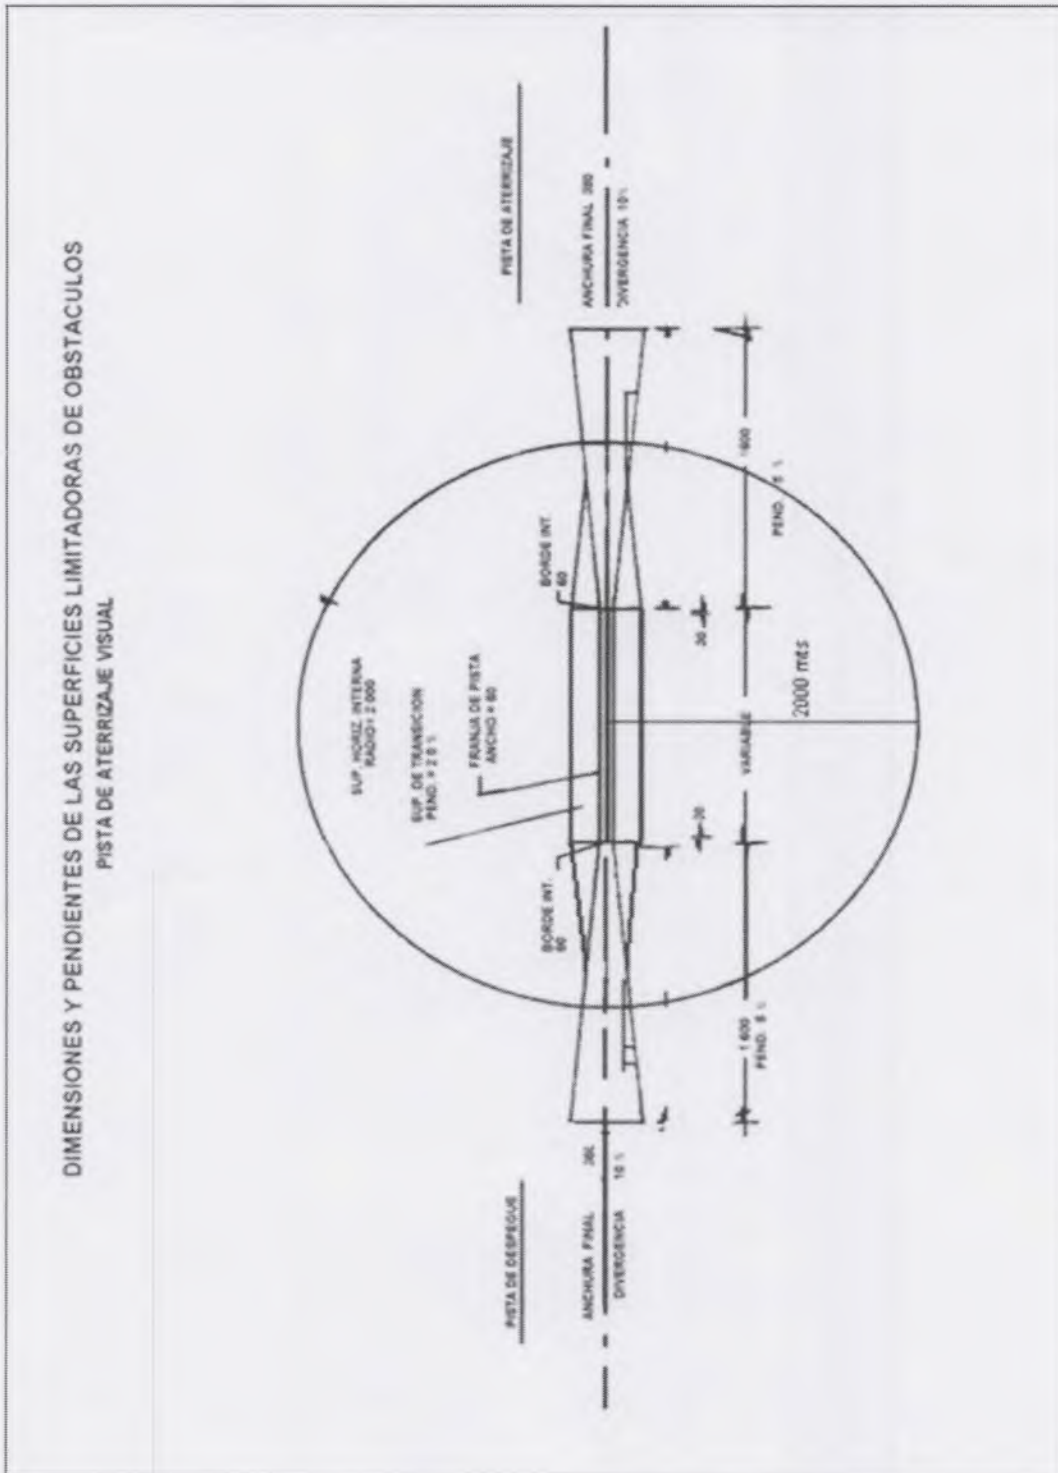 DIMENSIONES Y PENDIENTES DE LAS SUPERFICIES LIMITADORAS DE OBSTACULOS
PISTA DE ATERRIZAJE VISUAL
SUP. HORIZ. INTERNA
RADIO= 2 000
SUP. DE TRANSICION
PEND. = 2 0 %
FRANJA DE PISTA
ANCHO = 60
PISTA DE DESPEGUE
PISTA DE ATERRIZAJE
BORDE INT.
60
BORDE INT.
60
ANCHURA FINAL
DIVERGENCIA 10 %
ANCHURA FINAL 380
DIVERGENCIA 10%
30
30
1 600
PEND. 5 %
VARIABLE
1600
PEND. 5 %
2000 mts